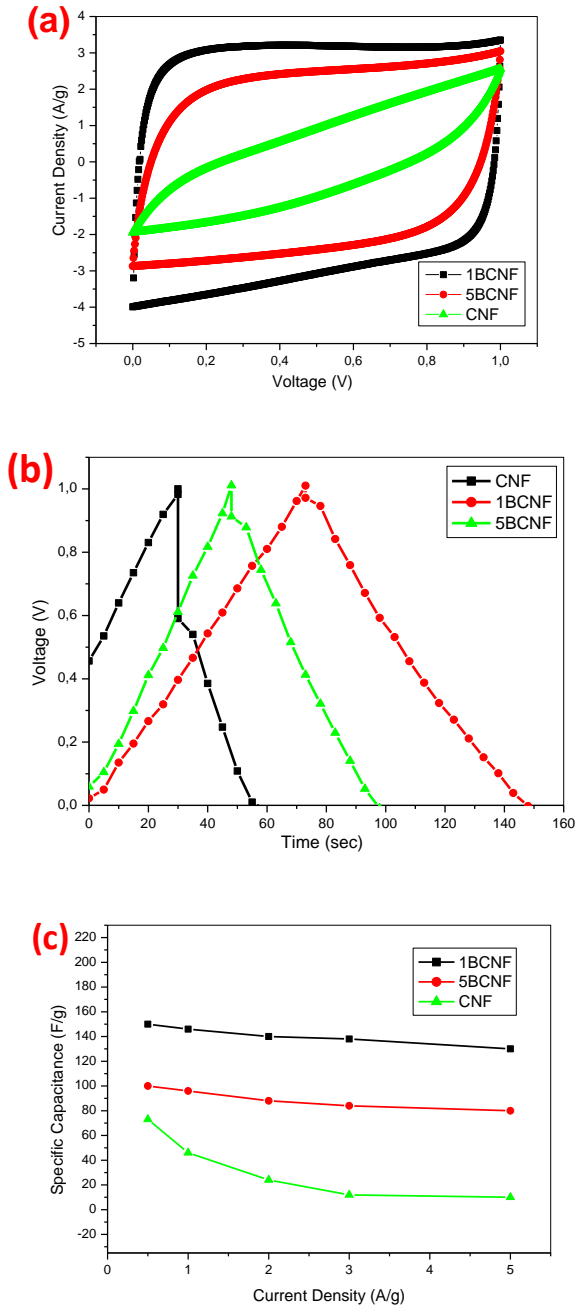 (a)
Current Density (A/g)
4
3
2
1
0
-1
-2
-3
-4
-5
1BCNF
5BCNF
CNF
0,0 0,2 0,4 0,6 0,8 1,0
Voltage (V)
(b)
Voltage (V)
1,0
0,8
0,6
0,4
0,2
0,0
CNF
1BCNF
5BCNF
0 20 40 60 80 100 120 140 160
Time (sec)
(c)
Specific Capacitance (F/g)
220
200
180
160
140
120
100
80
60
40
20
0
-20
1BCNF
5BCNF
CNF
0 1 2 3 4 5
Current Density (A/g)